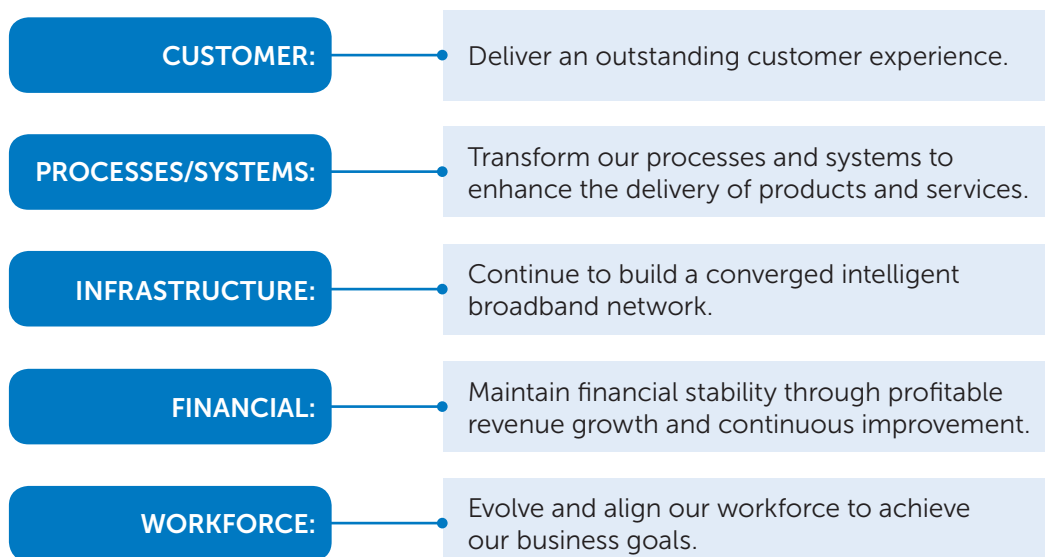 CUSTOMER:
Deliver an outstanding customer experience.
PROCESSES/SYSTEMS:
Transform our processes and systems to
enhance the delivery of products and services.
INFRASTRUCTURE:
Continue to build a converged intelligent
broadband network.
FINANCIAL:
Maintain financial stability through profitable
revenue growth and continuous improvement.
WORKFORCE:
Evolve and align our workforce to achieve
our business goals.